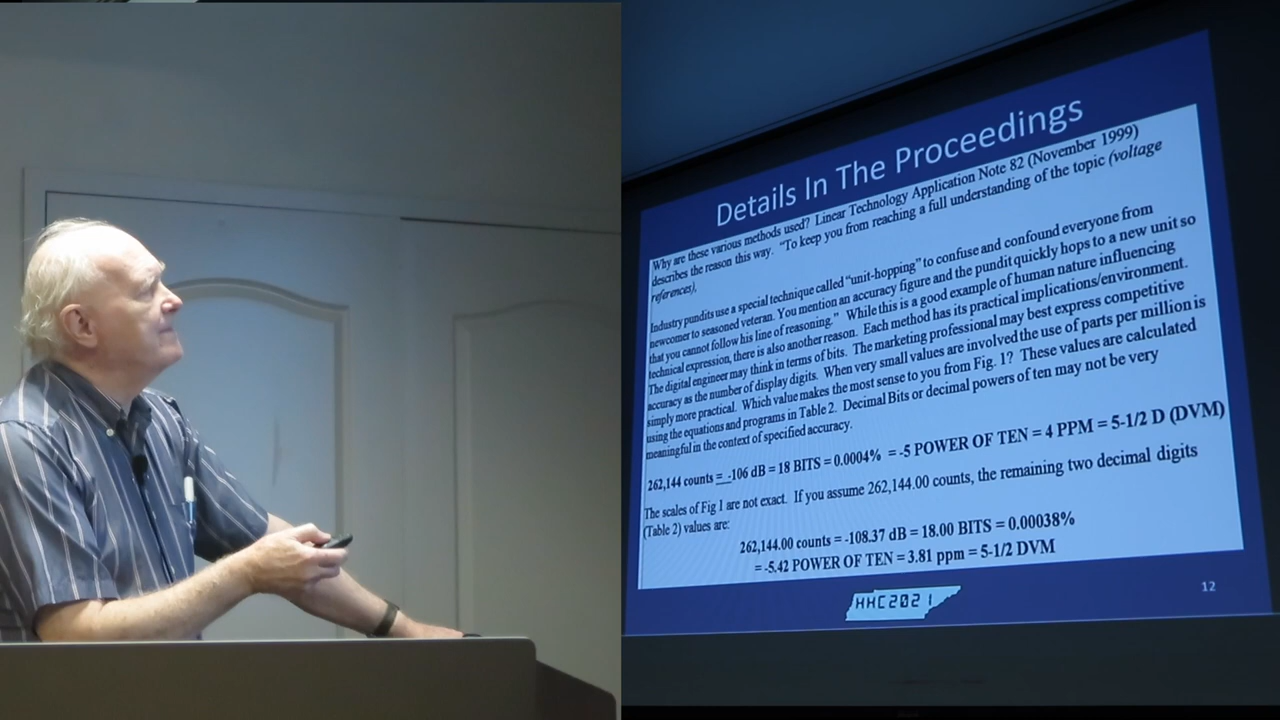 Details In The Proceedings
Why are these various methods used? Linear Technology Application Note 82 (November 1999)
describes the reason this way. "To keep you from reaching a full understanding of the topic (voltage
references),
Industry pundits use a special technique called "unit-hopping" to confuse and confound everyone from
newcomer to seasoned veteran. You mention an accuracy figure and the pundit quickly hops to a new unit so
that you cannot follow his line of reasoning." While this is a good example of human nature influencing
technical expression, there is also another reason. Each method has its practical implications/environment.
The digital engineer may think in terms of bits. The marketing professional may best express competitive
accuracy as the number of display digits. When very small values are involved the use of parts per million is
simply more practical. Which value makes the most sense to you from Fig. 1? These values are calculated
using the equations and programs in Table 2. Decimal Bits or decimal powers of ten may not be very
meaningful in the context of specified accuracy.
262,144 counts = -106 dB = 18 BITS = 0.0004% = -5 POWER OF TEN = 4 PPM = 5-1/2 D (DVM)
The scales of Fig 1 are not exact. If you assume 262,144.00 counts, the remaining two decimal digits
(Table 2) values are:
262,144.00 counts = -108.37 dB = 18.00 BITS = 0.00038%
= -5.42 POWER OF TEN = 3.81 ppm = 5-1/2 DVM
HHC2021
12